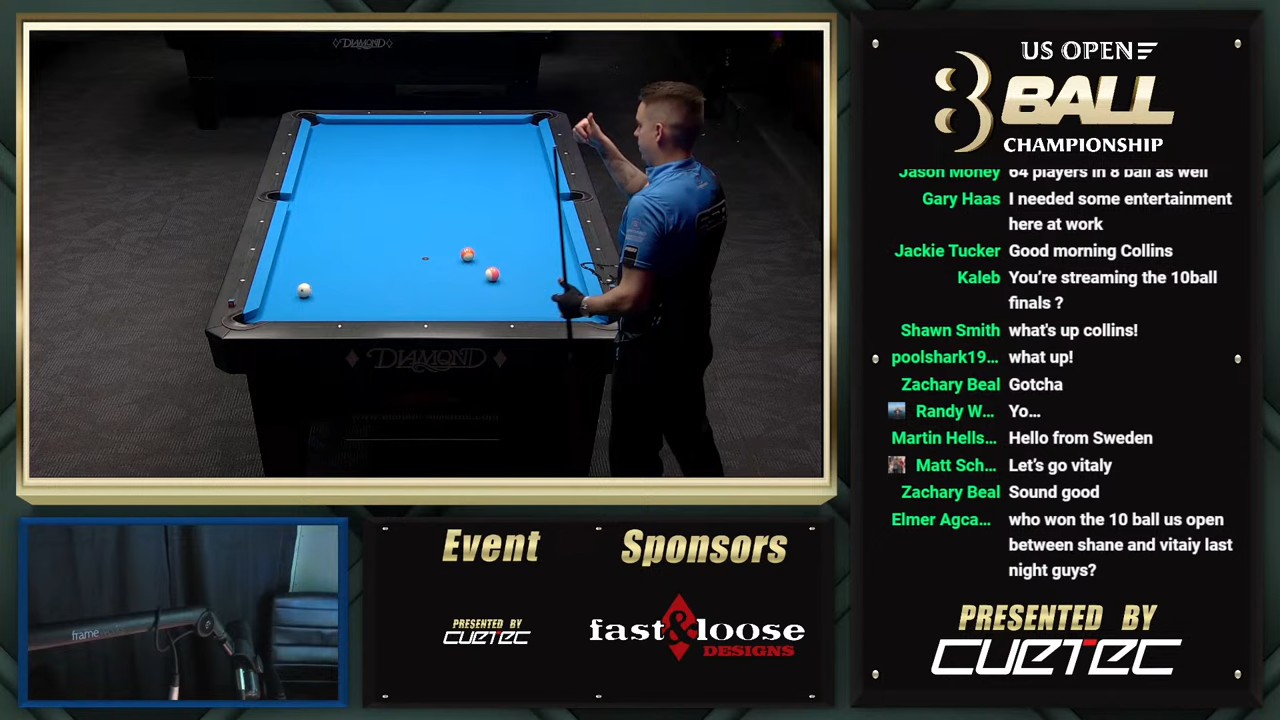 DIAMOND
DIAMOND
Event
Sponsors
PRESENTED BY
CUETEC
fast & loose
DESIGNS
frame
US OPEN
8 BALL
CHAMPIONSHIP
Jason Money 64 players in 8 ball as well
Gary Haas I needed some entertainment
here at work
Jackie Tucker Good morning Collins
Kaleb You're streaming the 10ball
finals ?
Shawn Smith what's up collins!
poolshark19... what up!
Zachary Beal Gotcha
Randy W... Yo...
Martin Hells... Hello from Sweden
Matt Sch... Let's go vitaly
Zachary Beal Sound good
Elmer Agca... who won the 10 ball us open
between shane and vitaiy last
night guys?
PRESENTED BY
CUETEC